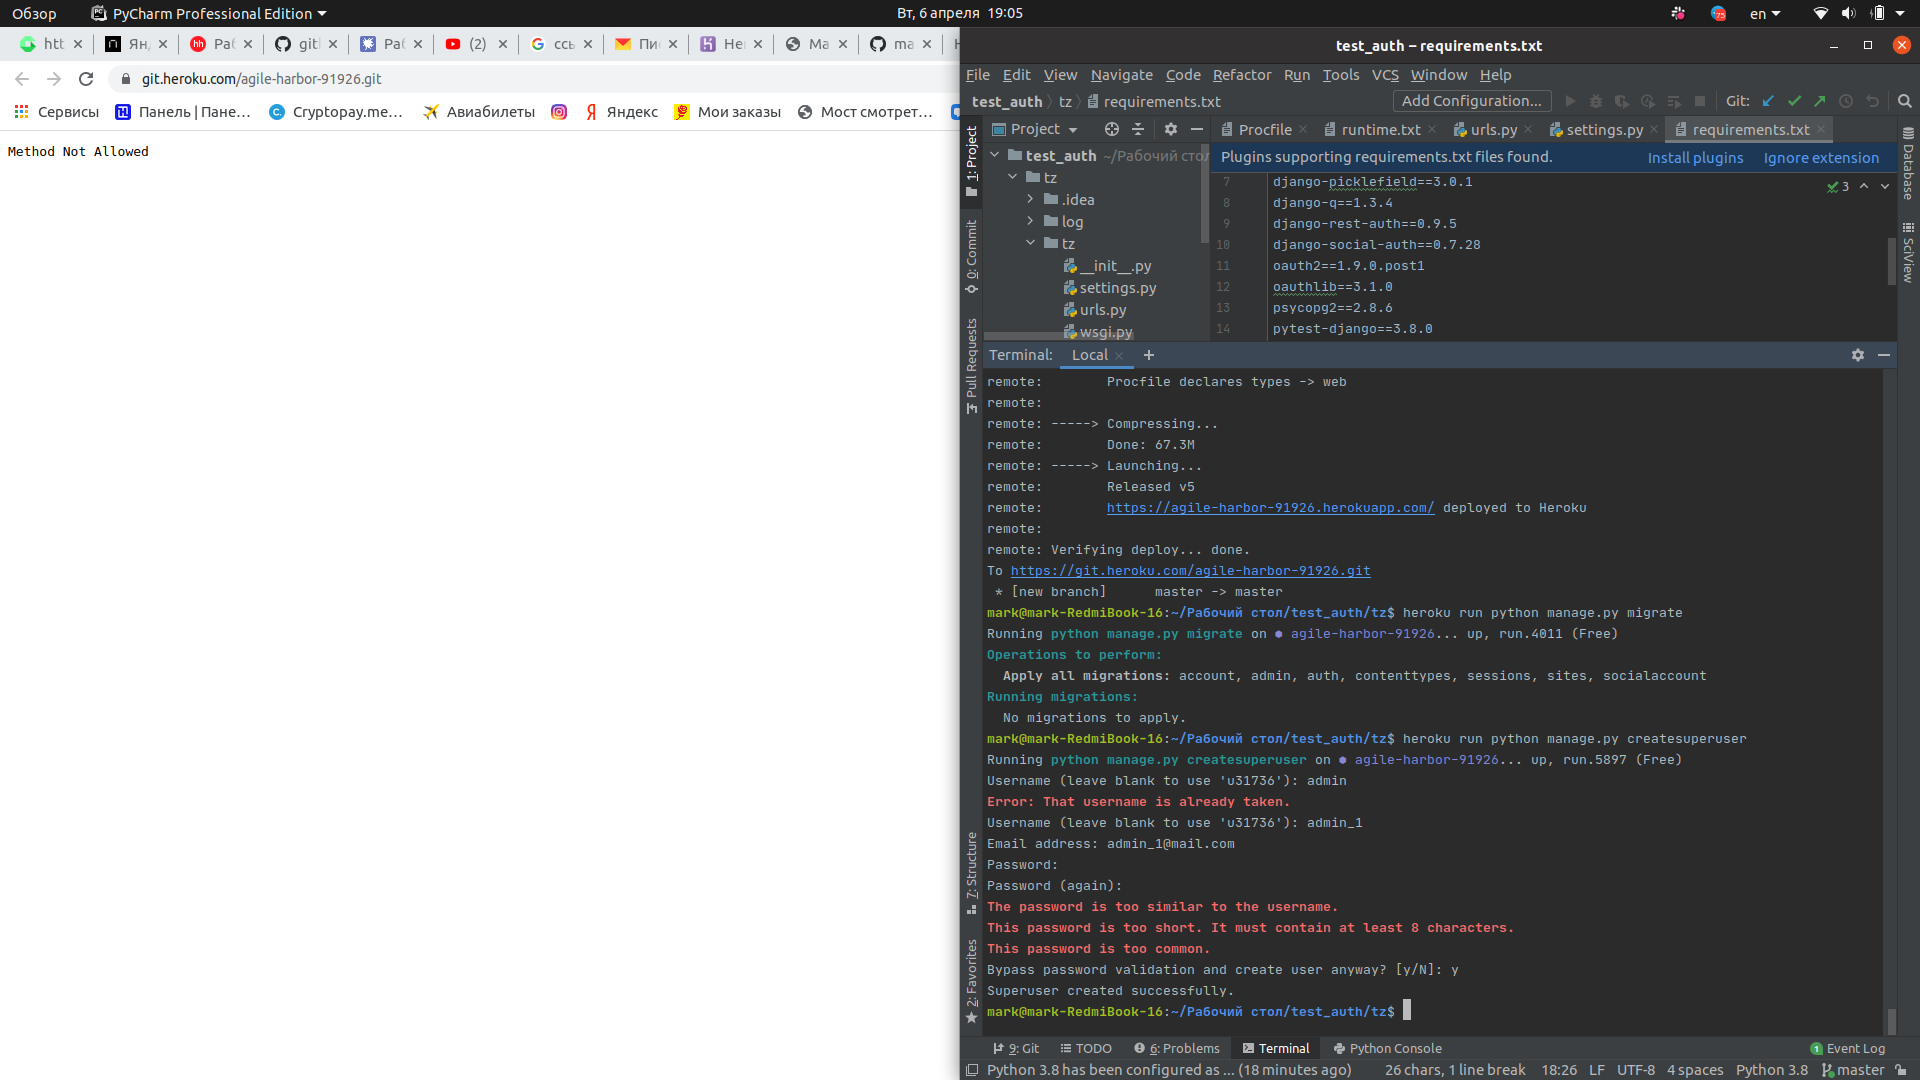 Обзор
PyCharm Professional Edition
Вт, 6 апреля 19:05
75
en
htt
Ян
Ра
gitl
Ра
(2)
ссь
Пи
He
Ma
ma
git.heroku.com/agile-harbor-91926.git
Сервисы
Панель | Пане...
Cryptopay.me...
Авиабилеты
Яндекс
Мои заказы
Мост смотрет...
Method Not Allowed
test_auth – requirements.txt
File Edit View Navigate Code Refactor Run Tools VCS Window Help
test_auth tz requirements.txt
Add Configuration...
Git:
Project
Procfile
runtime.txt
urls.py
settings.py
requirements.txt
test_auth ~/Рабочий стол
tz
.idea
log
tz
__init__.py
settings.py
urls.py
wsgi.py
Plugins supporting requirements.txt files found.
Install plugins
Ignore extension
3
7 django-picklefield==3.0.1
8 django-q==1.3.4
9 django-rest-auth==0.9.5
10 django-social-auth==0.7.28
11 oauth2==1.9.0.post1
12 oauthlib==3.1.0
13 psycopg2==2.8.6
14 pytest-django==3.8.0
1: Project
0: Commit
Pull Requests
7: Structure
2: Favorites
Database
SciView
Terminal: Local
remote: Procfile declares types -> web
remote:
remote: -----> Compressing...
remote: Done: 67.3M
remote: -----> Launching...
remote: Released v5
remote: https://agile-harbor-91926.herokuapp.com/ deployed to Heroku
remote:
remote: Verifying deploy... done.
To https://git.heroku.com/agile-harbor-91926.git
* [new branch] master -> master
mark@mark-RedmiBook-16:~/Рабочий стол/test_auth/tz$ heroku run python manage.py migrate
Running python manage.py migrate on ⬢ agile-harbor-91926... up, run.4011 (Free)
Operations to perform:
Apply all migrations: account, admin, auth, contenttypes, sessions, sites, socialaccount
Running migrations:
No migrations to apply.
mark@mark-RedmiBook-16:~/Рабочий стол/test_auth/tz$ heroku run python manage.py createsuperuser
Running python manage.py createsuperuser on ⬢ agile-harbor-91926... up, run.5897 (Free)
Username (leave blank to use 'u31736'): admin
Error: That username is already taken.
Username (leave blank to use 'u31736'): admin_1
Email address: admin_1@mail.com
Password:
Password (again):
The password is too similar to the username.
This password is too short. It must contain at least 8 characters.
This password is too common.
Bypass password validation and create user anyway? [y/N]: y
Superuser created successfully.
mark@mark-RedmiBook-16:~/Рабочий стол/test_auth/tz$
9: Git
TODO
6: Problems
Terminal
Python Console
1 Event Log
Python 3.8 has been configured as ... (18 minutes ago)
26 chars, 1 line break 18:26 LF UTF-8 4 spaces Python 3.8 master